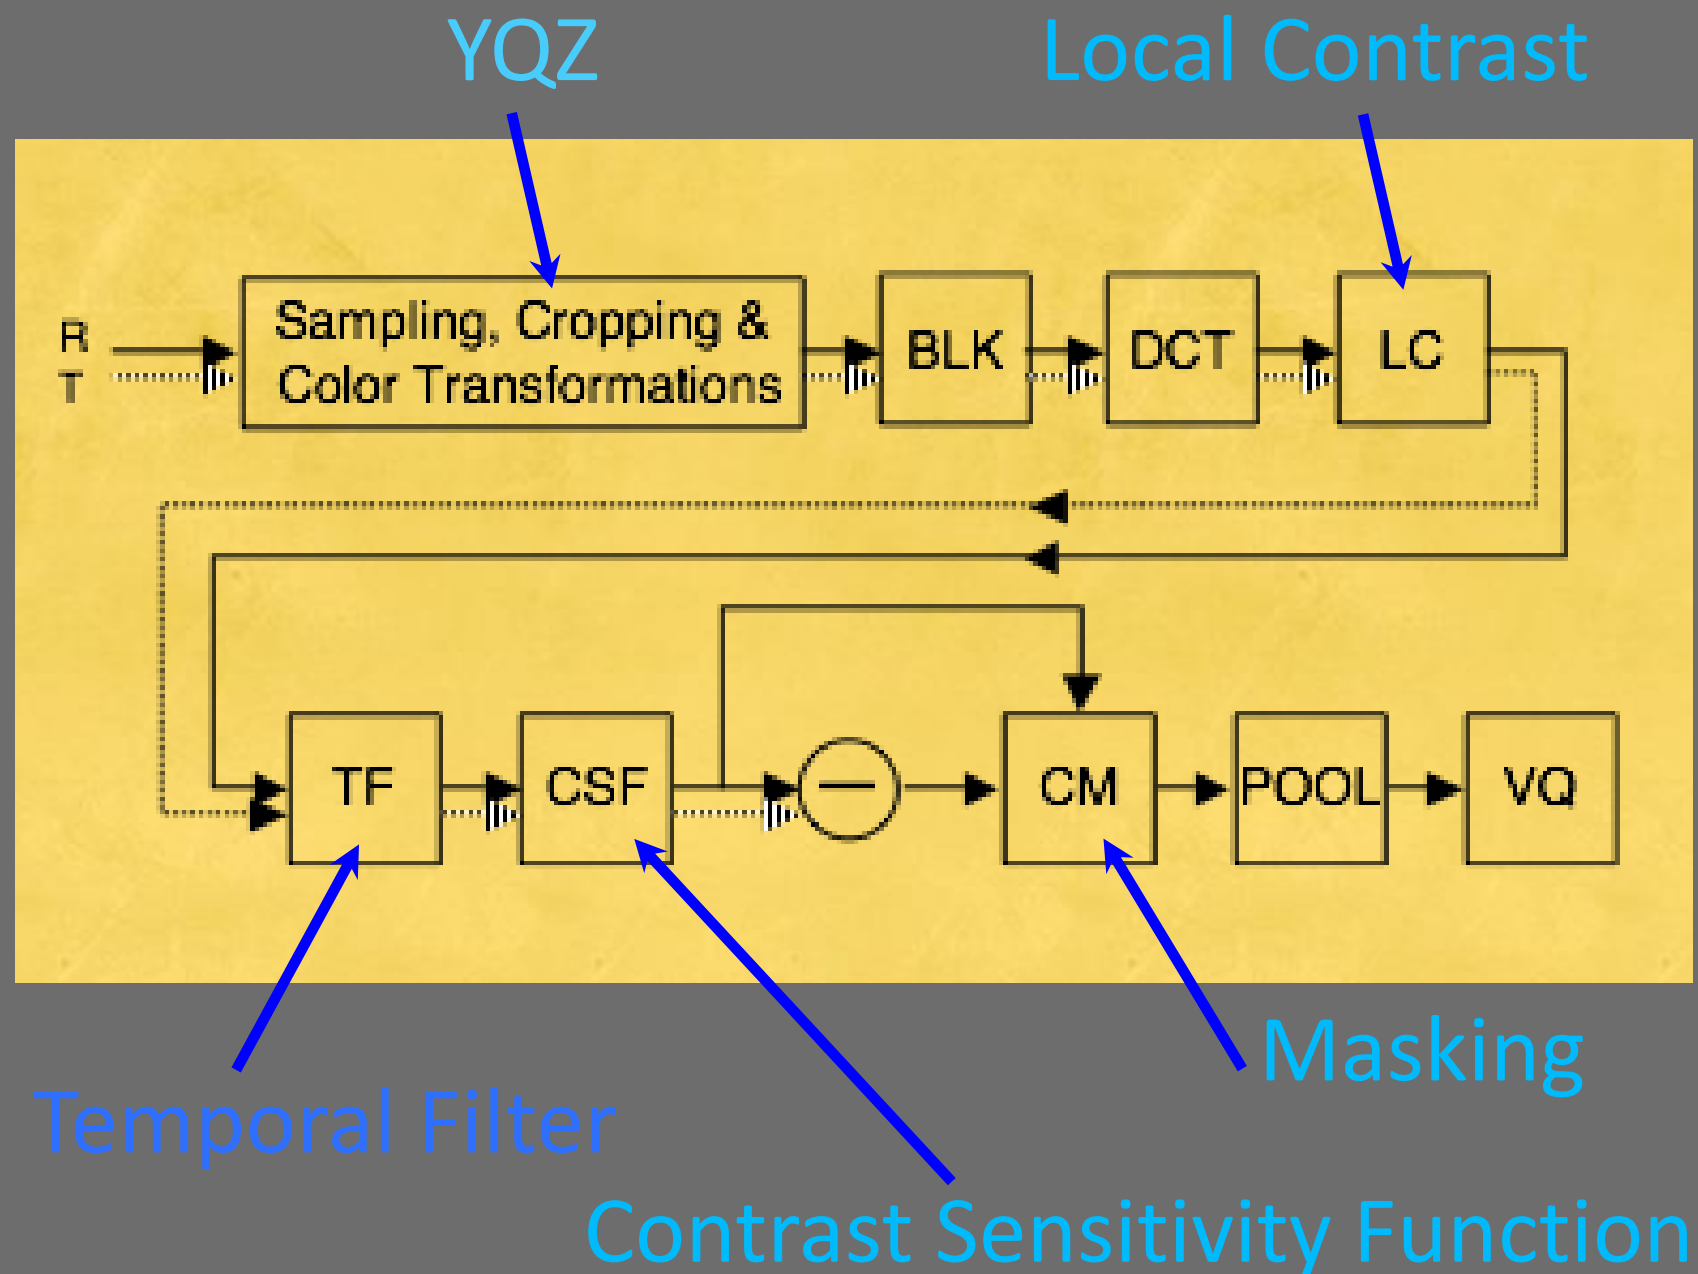 YQZ
Local Contrast
R
T
Sampling, Cropping &
Color Transformations
BLK
DCT
LC
TF
CSF
CM
POOL
VQ
Masking
Temporal Filter
Contrast Sensitivity Function